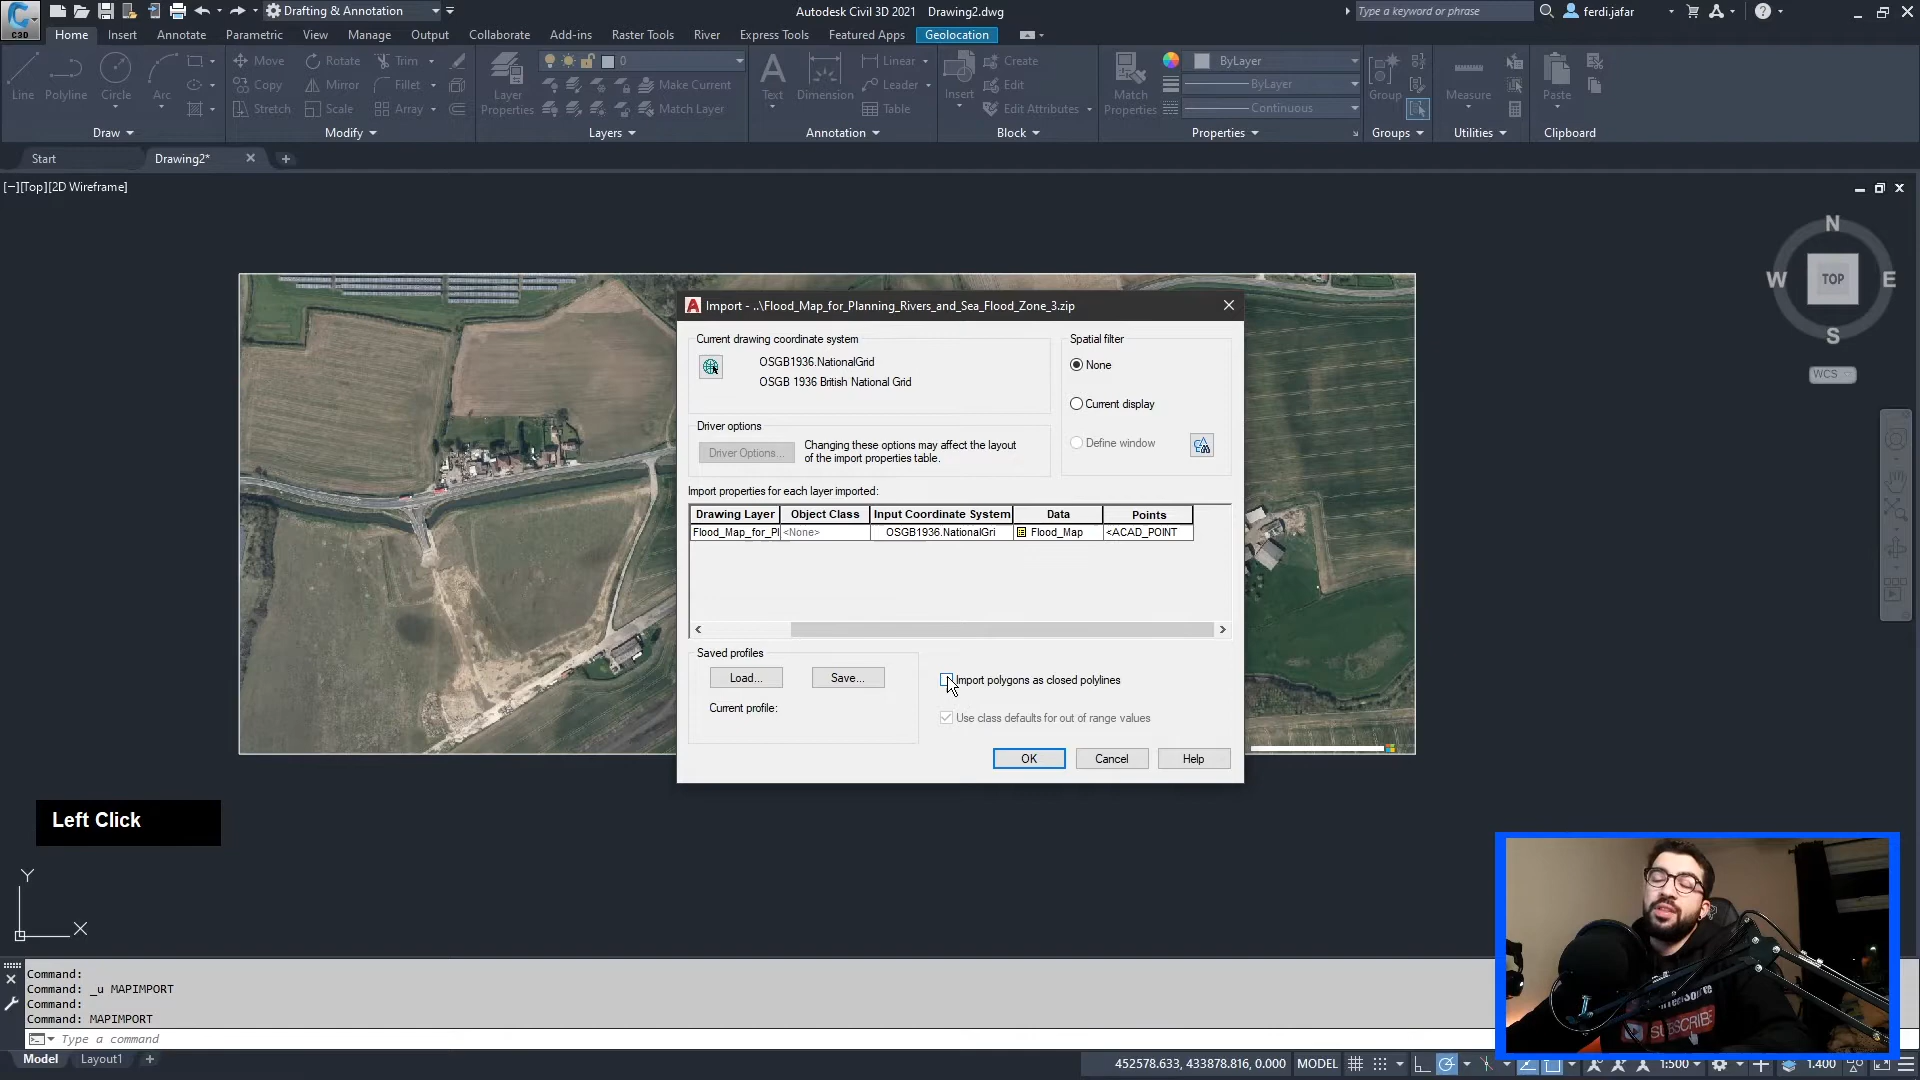 Drafting & Annotation
Autodesk Civil 3D 2021 Drawing2.dwg
Type a keyword or phrase
ferdi.jafar
C3D
Home Insert Annotate Parametric View Manage Output Collaborate Add-ins Raster Tools River Express Tools Featured Apps Geolocation
Line Polyline Circle Arc
Move Rotate Trim
Copy Mirror Fillet
Stretch Scale Array
Layer Properties
0
Make Current
Match Layer
Text Dimension
Linear
Leader
Table
Insert
Create
Edit
Edit Attributes
Match Properties
ByLayer
ByLayer
Continuous
Group
Measure
Paste
Draw Modify Layers Annotation Block Properties Groups Utilities Clipboard
Start Drawing2*
[−][Top][2D Wireframe]
N
W TOP E
S
WCS
Import - ..\Flood_Map_for_Planning_Rivers_and_Sea_Flood_Zone_3.zip
Current drawing coordinate system
OSGB1936.NationalGrid
OSGB 1936 British National Grid
Spatial filter
None
Current display
Define window
Driver options
Driver Options...
Changing these options may affect the layout
of the import properties table.
Import properties for each layer imported:
Drawing Layer Object Class Input Coordinate System Data Points
Flood_Map_for_Pl <None> OSGB1936.NationalGri Flood_Map <ACAD_POINT
Saved profiles
Load... Save...
Current profile:
Import polygons as closed polylines
Use class defaults for out of range values
OK Cancel Help
Left Click
Y
X
SUBSCRIBE
Command:
Command: _u MAPIMPORT
Command:
Command: MAPIMPORT
Type a command
Model Layout1
452578.633, 433878.816, 0.000 MODEL
1:500
1.400